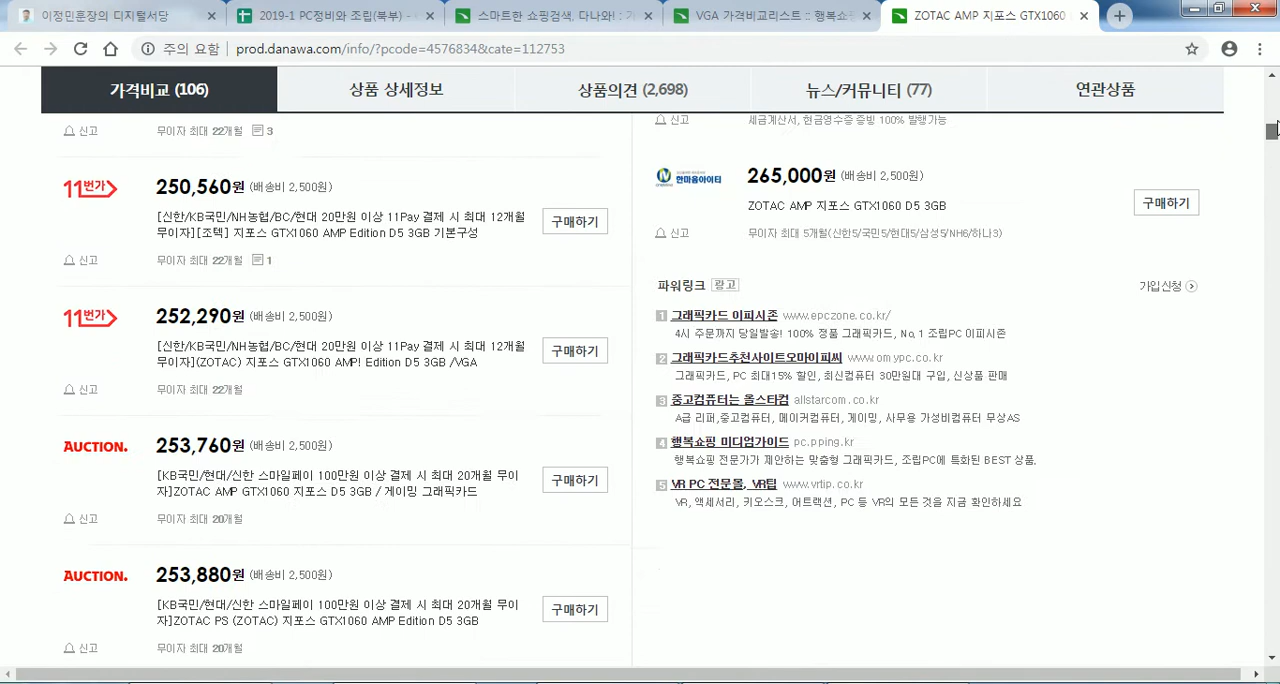 이정민훈장의 디지털서당
2019-1 PC정비와 조립(북부) -
스마트한 쇼핑검색, 다나와! :
VGA 가격비교리스트 :: 행복쇼
ZOTAC AMP 지포스 GTX1060
주의 요함 prod.danawa.com/info/?pcode=4576834&cate=112753
가격비교 (106)
상품 상세정보
상품의견 (2,698)
뉴스/커뮤니티 (77)
연관상품
신고 무이자 최대 22개월 3
11번가 250,560원 (배송비 2,500원)
[신한/KB국민/NH농협/BC/현대 20만원 이상 11Pay 결제 시 최대 12개월
무이자][조텍] 지포스 GTX1060 AMP Edition D5 3GB 기본구성
구매하기
신고 무이자 최대 22개월 1
11번가 252,290원 (배송비 2,500원)
[신한/KB국민/NH농협/BC/현대 20만원 이상 11Pay 결제 시 최대 12개월
무이자](ZOTAC) 지포스 GTX1060 AMP! Edition D5 3GB /VGA
구매하기
신고 무이자 최대 22개월
AUCTION. 253,760원 (배송비 2,500원)
[KB국민/현대/신한 스마일페이 100만원 이상 결제 시 최대 20개월 무이
자]ZOTAC AMP GTX1060 지포스 D5 3GB / 게이밍 그래픽카드
구매하기
신고 무이자 최대 20개월
AUCTION. 253,880원 (배송비 2,500원)
[KB국민/현대/신한 스마일페이 100만원 이상 결제 시 최대 20개월 무이
자]ZOTAC PS (ZOTAC) 지포스 GTX1060 AMP Edition D5 3GB
구매하기
신고 무이자 최대 20개월
신고 세금계산서, 현금영수증 증빙 100% 발행가능
한마음아이티 265,000원 (배송비 2,500원)
ZOTAC AMP 지포스 GTX1060 D5 3GB
구매하기
신고 무이자 최대 5개월(신한5/국민5/현대5/삼성5/NH6/하나3)
파워링크 광고 가입신청
1 그래픽카드 이피시존 www.epczone.co.kr/
4시 주문까지 당일발송! 100% 정품 그래픽카드, No.1 조립PC 이피시존
2 그래픽카드추천사이트오마이피씨 www.omypc.co.kr
그래픽카드, PC 최대15% 할인, 최신컴퓨터 30만원대 구입, 신상품 판매
3 중고컴퓨터는 올스타컴 allstarcom.co.kr
A급 리퍼,중고컴퓨터, 메이커컴퓨터, 게이밍, 사무용 가성비컴퓨터 무상AS
4 행복쇼핑 미디엄가이드 pc.pping.kr
행복쇼핑 전문가가 제안하는 맞춤형 그래픽카드, 조립PC에 특화된 BEST 상품.
5 VR PC 전문몰, VR팁 www.vrtip.co.kr
VR, 액세서리, 키오스크, 어트랙션, PC 등 VR의 모든 것을 지금 확인하세요